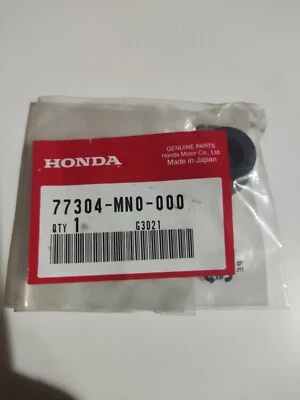 GENUINE PARTS
Honda Motor Co., Ltd.
Made in Japan
HONDA
77304-MN0-000
QTY 1 G3D21